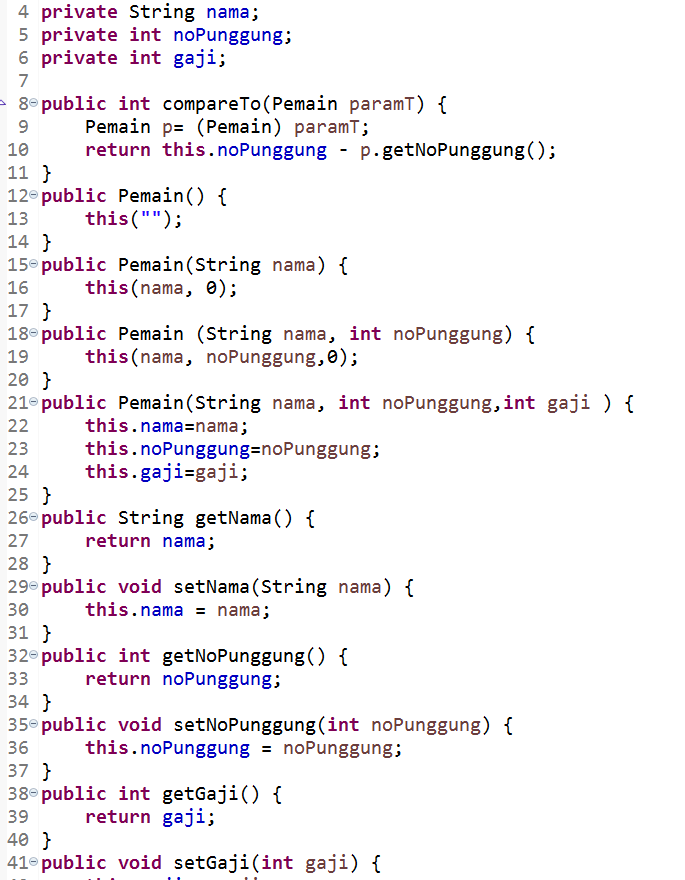 4 private String nama;
5 private int noPunggung;
6 private int gaji;
7
8 public int compareTo(Pemain paramT) {
9 Pemain p= (Pemain) paramT;
10 return this.noPunggung - p.getNoPunggung();
11 }
12 public Pemain() {
13 this("");
14 }
15 public Pemain(String nama) {
16 this(nama, 0);
17 }
18 public Pemain (String nama, int noPunggung) {
19 this(nama, noPunggung,0);
20 }
21 public Pemain(String nama, int noPunggung,int gaji ) {
22 this.nama=nama;
23 this.noPunggung=noPunggung;
24 this.gaji=gaji;
25 }
26 public String getNama() {
27 return nama;
28 }
29 public void setNama(String nama) {
30 this.nama = nama;
31 }
32 public int getNoPunggung() {
33 return noPunggung;
34 }
35 public void setNoPunggung(int noPunggung) {
36 this.noPunggung = noPunggung;
37 }
38 public int getGaji() {
39 return gaji;
40 }
41 public void setGaji(int gaji) {